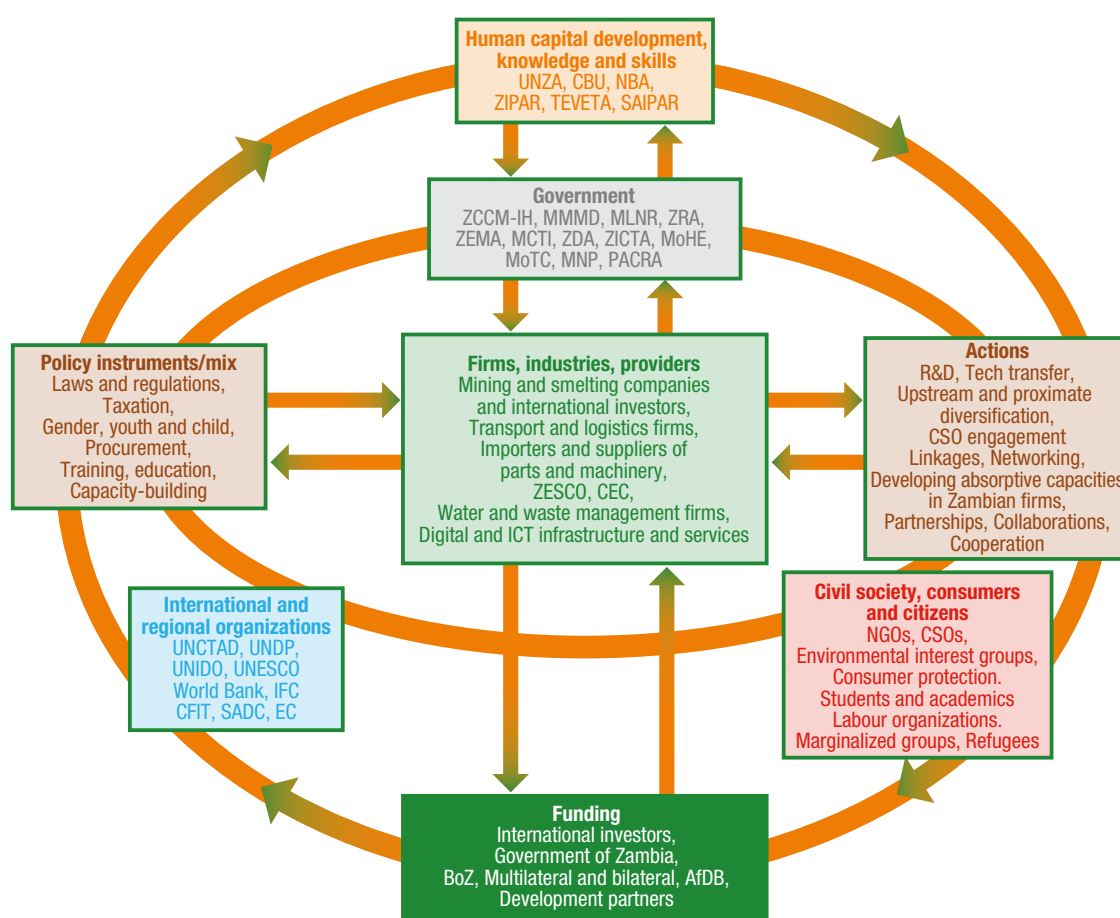 Human capital development,
knowledge and skills
UNZA, CBU, NBA,
ZIPAR, TEVETA, SAIPAR
Government
ZCCM-IH, MMMD, MLNR, ZRA,
ZEMA, MCTI, ZDA, ZICTA, MoHE,
MoTC, MNP, PACRA
Policy instruments/mix
Laws and regulations,
Taxation,
Gender, youth and child,
Procurement,
Training, education,
Capacity-building
Firms, industries, providers
Mining and smelting companies
and international investors,
Transport and logistics firms,
Importers and suppliers of
parts and machinery,
ZESCO, CEC,
Water and waste management firms,
Digital and ICT infrastructure and services
Actions
R&D, Tech transfer,
Upstream and proximate
diversification,
CSO engagement
Linkages, Networking,
Developing absorptive capacities
in Zambian firms,
Partnerships, Collaborations,
Cooperation
International and
regional organizations
UNCTAD, UNDP,
UNIDO, UNESCO
World Bank, IFC
CFIT, SADC, EC
Civil society, consumers
and citizens
NGOs, CSOs,
Environmental interest groups,
Consumer protection.
Students and academics
Labour organizations.
Marginalized groups, Refugees
Funding
International investors,
Government of Zambia,
BoZ, Multilateral and bilateral, AfDB,
Development partners